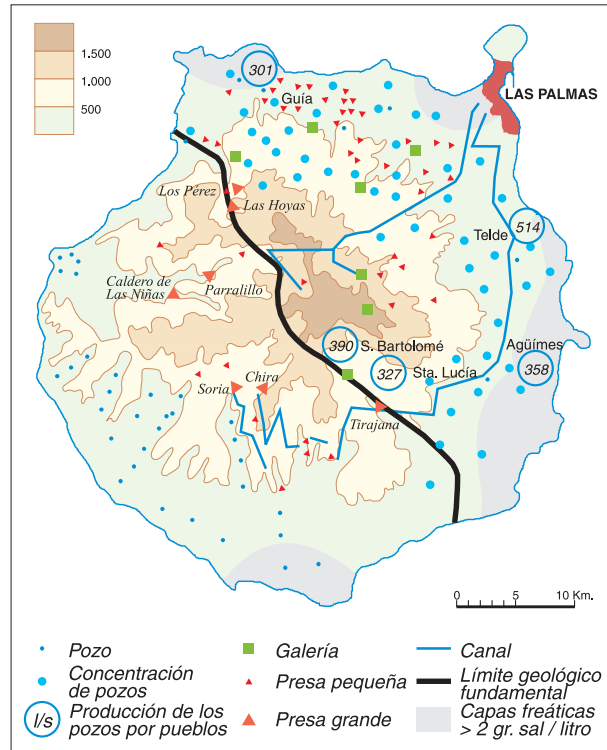 1.500
1.000
500
301
Guía
LAS PALMAS
Los Pérez
Las Hoyas
Telde
514
Caldero de
Las Niñas
Parralillo
390
S. Bartolomé
Agüímes
327
Sta. Lucía
358
Soria
Chira
Tirajana
0 5 10 Km.
Pozo
Concentración
de pozos
l/s
Producción de los
pozos por pueblos
Galería
Presa pequeña
Presa grande
Canal
Límite geológico
fundamental
Capas freáticas
> 2 gr. sal / litro